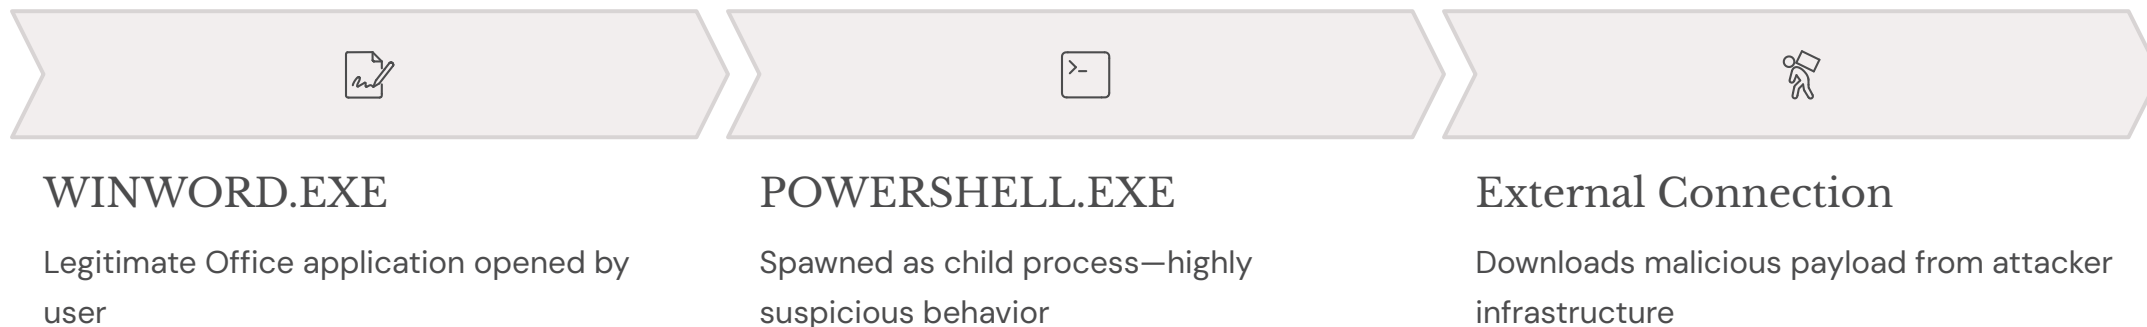 WINWORD.EXE
Legitimate Office application opened by
user
POWERSHELL.EXE
Spawned as child process—highly
suspicious behavior
External Connection
Downloads malicious payload from attacker
infrastructure